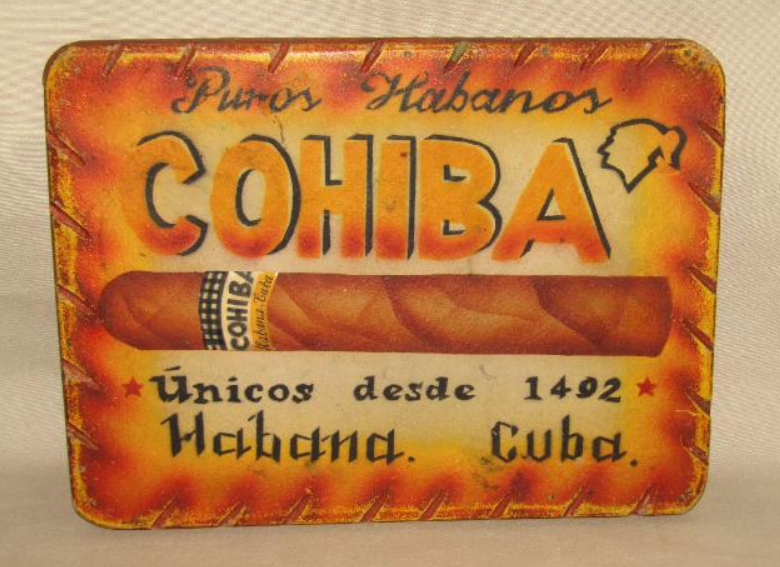 Puros Habanos
COHIBA
COHIBA
Habana Cuba
Únicos desde 1492
Habana. Cuba.